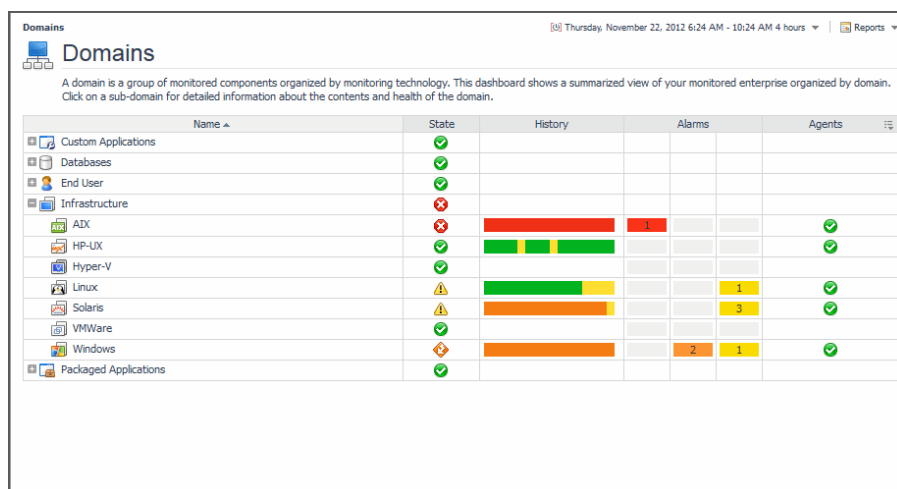 Domains
Thursday, November 22, 2012 6:24 AM - 10:24 AM 4 hours Reports
Domains
A domain is a group of monitored components organized by monitoring technology. This dashboard shows a summarized view of your monitored enterprise organized by domain.
Click on a sub-domain for detailed information about the contents and health of the domain.
Name State History Alarms Agents
Custom Applications
Databases
End User
Infrastructure
AIX 1
HP-UX
Hyper-V
Linux 1
Solaris 3
VMWare
Windows 2 1
Packaged Applications